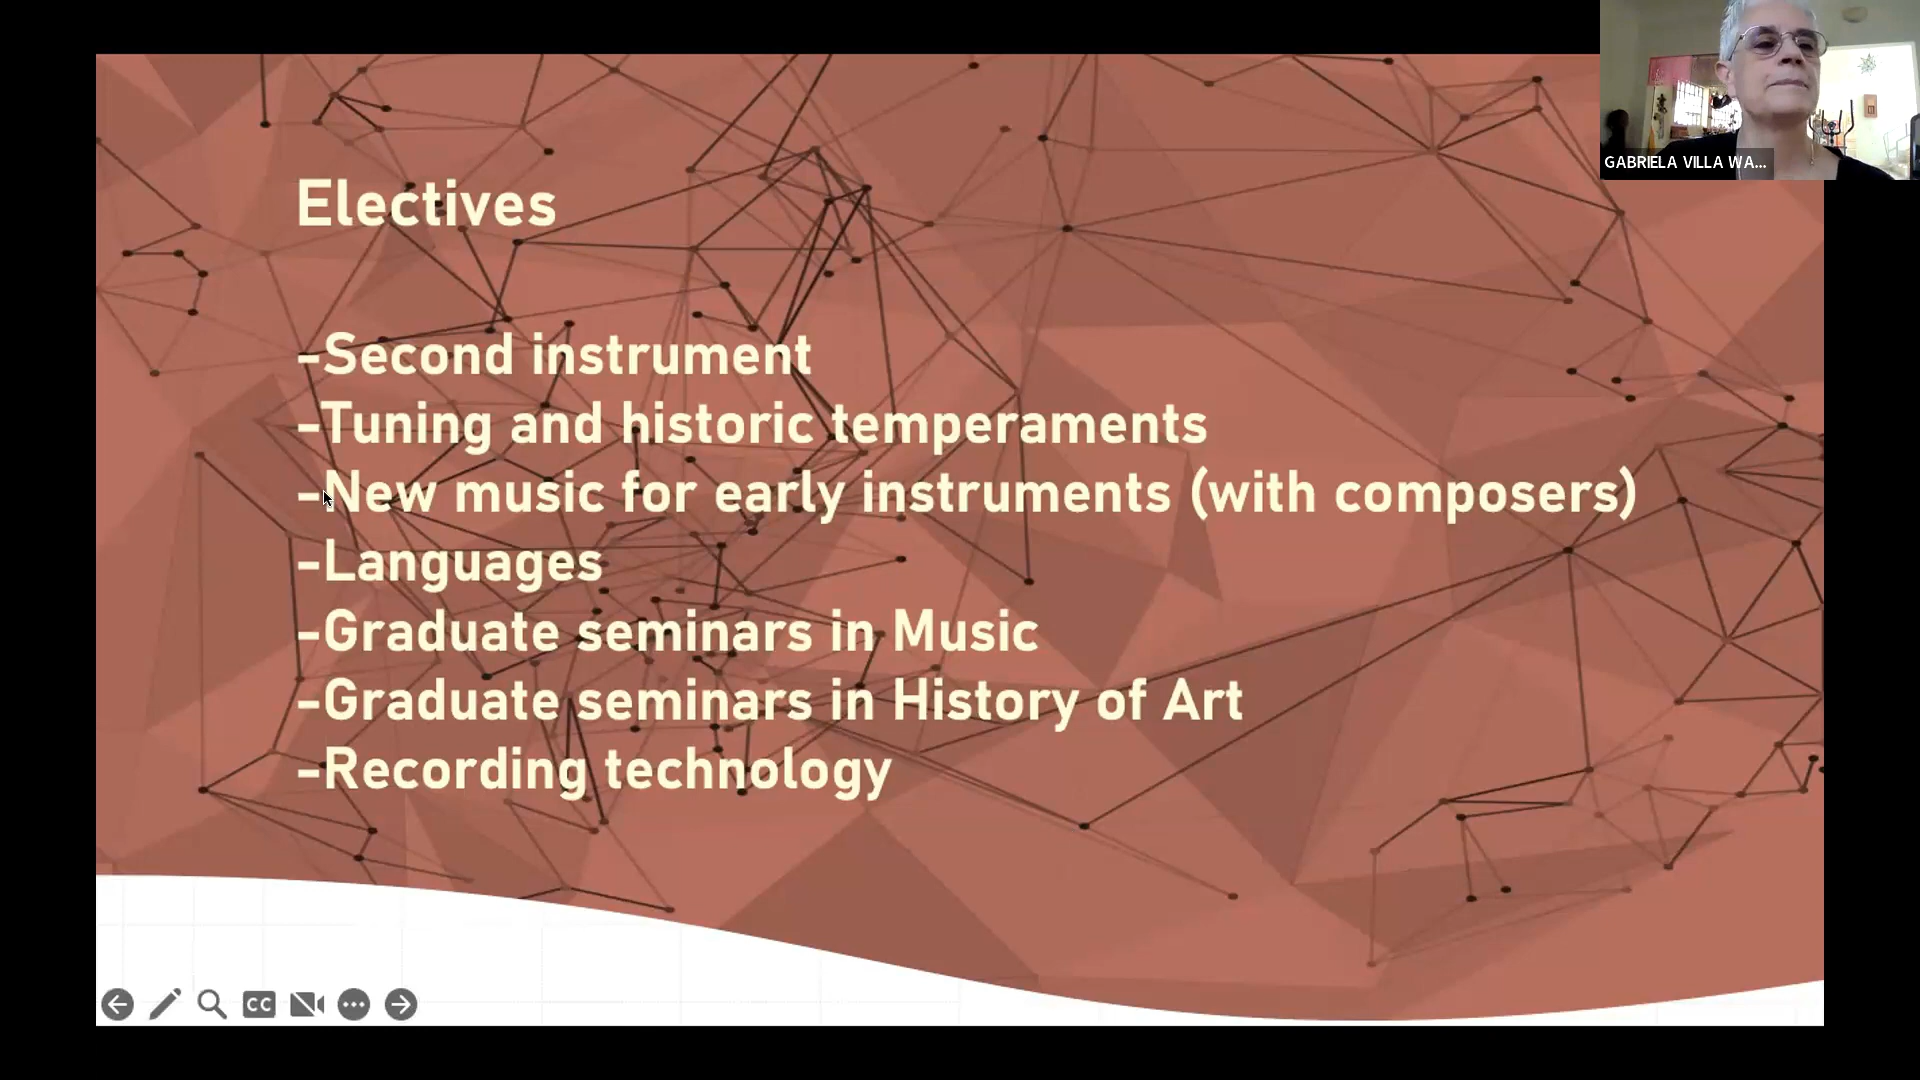 GABRIELA VILLA WA...
Electives
-Second instrument
-Tuning and historic temperaments
-New music for early instruments (with composers)
-Languages
-Graduate seminars in Music
-Graduate seminars in History of Art
-Recording technology
CC